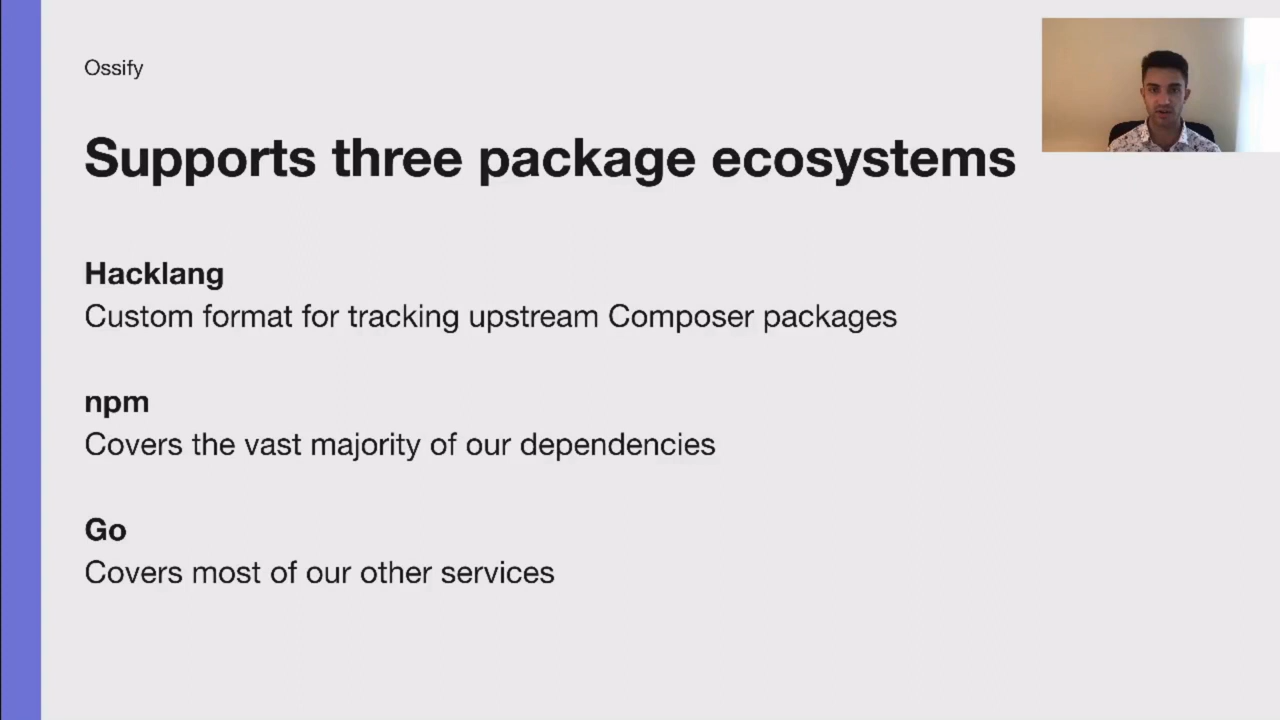 Ossify
Supports three package ecosystems
Hacklang
Custom format for tracking upstream Composer packages
npm
Covers the vast majority of our dependencies
Go
Covers most of our other services